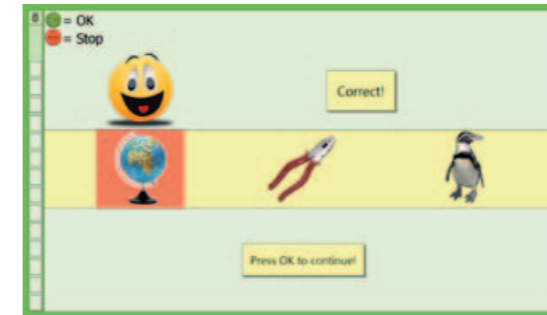 8
= OK
= Stop
Correct!
Press OK to continue!